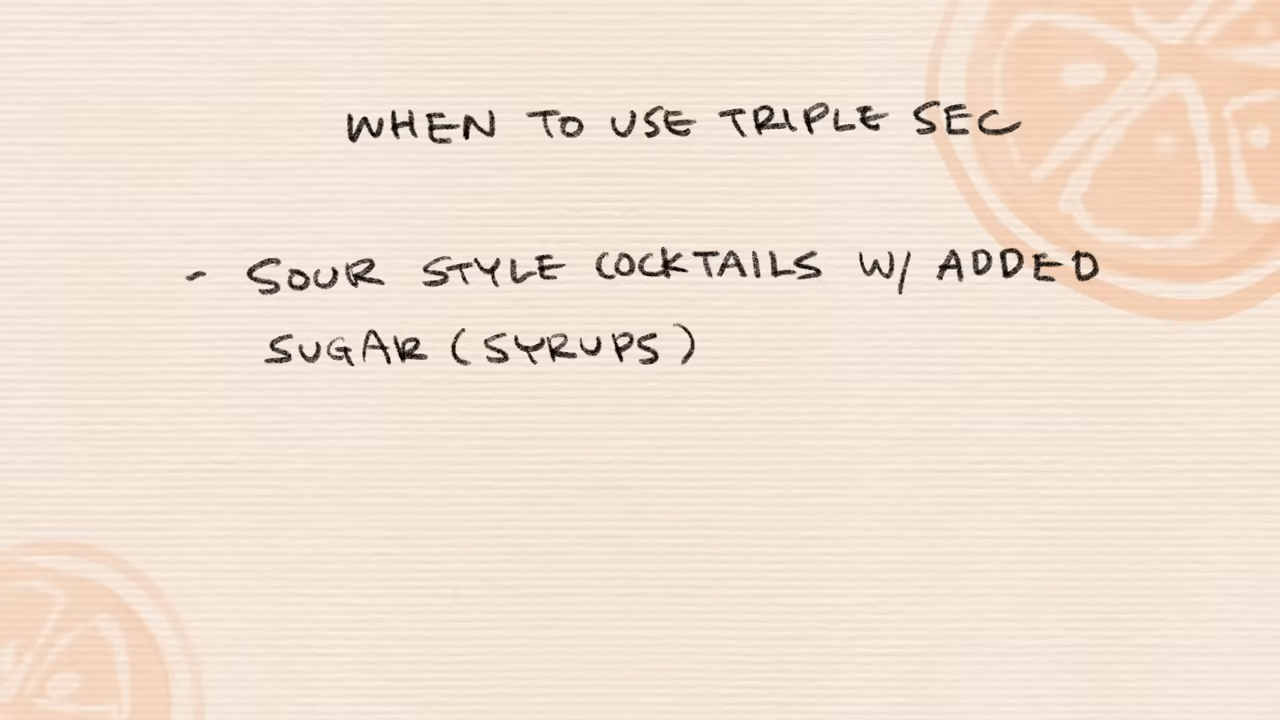 WHEN TO USE TRIPLE SEC
- SOUR STYLE COCKTAILS W/ ADDED
SUGAR (SYRUPS)